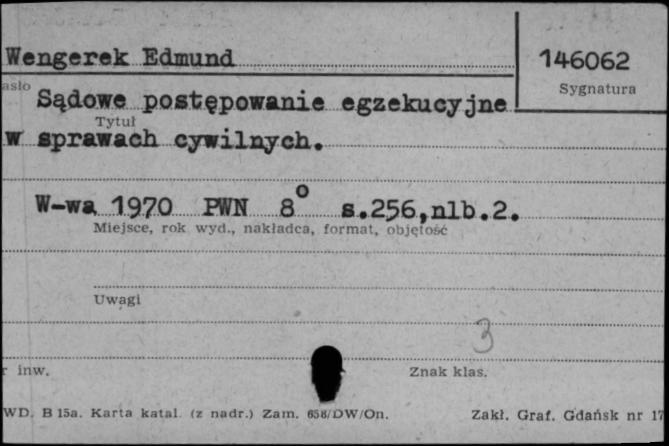 Wengerek Edmund
146062
Sygnatura
asło
Sądowe postępowanie egzekucyjne
Tytuł
w sprawach cywilnych.
W-wa 1970 PWN 8° s.256,nlb.2.
Miejsce, rok wyd., nakładca, format, objętość
Uwagi
3
r inw.
Znak klas.
WD. B 15a. Karta katal. (z nadr.) Zam. 658/DW/On.
Zakł. Graf. Gdańsk nr 17